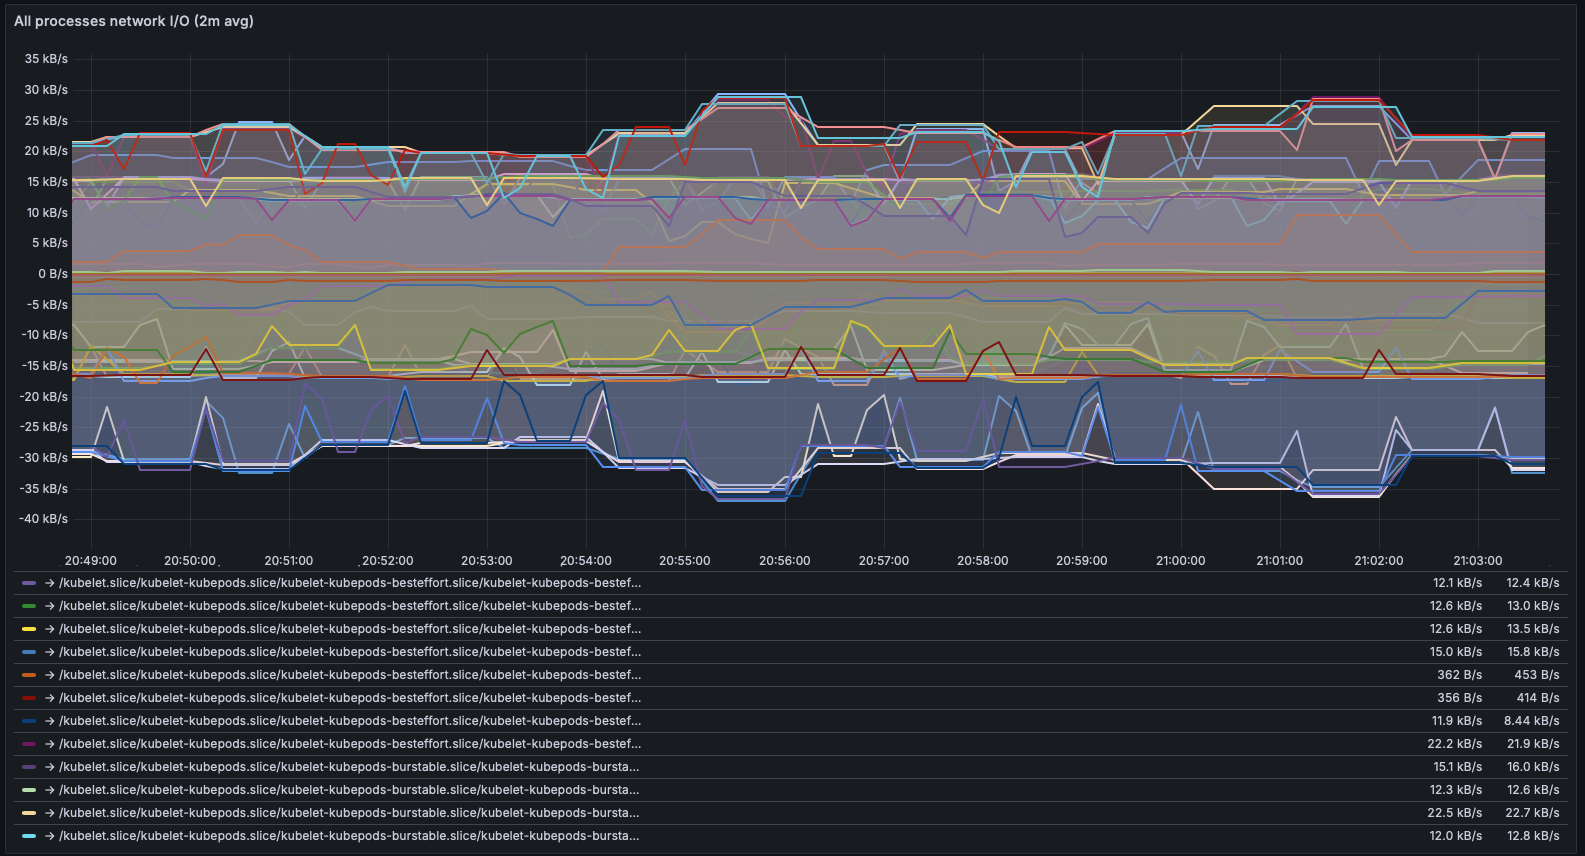 All processes network I/O (2m avg)
35 kB/s
30 kB/s
25 kB/s
20 kB/s
15 kB/s
10 kB/s
5 kB/s
0 B/s
-5 kB/s
-10 kB/s
-15 kB/s
-20 kB/s
-25 kB/s
-30 kB/s
-35 kB/s
-40 kB/s
20:49:00 20:50:00 20:51:00 20:52:00 20:53:00 20:54:00 20:55:00 20:56:00 20:57:00 20:58:00 20:59:00 21:00:00 21:01:00 21:02:00 21:03:00
→ /kubelet.slice/kubelet-kubepods.slice/kubelet-kubepods-besteffort.slice/kubelet-kubepods-bestef... 12.1 kB/s 12.4 kB/s
→ /kubelet.slice/kubelet-kubepods.slice/kubelet-kubepods-besteffort.slice/kubelet-kubepods-bestef... 12.6 kB/s 13.0 kB/s
→ /kubelet.slice/kubelet-kubepods.slice/kubelet-kubepods-besteffort.slice/kubelet-kubepods-bestef... 12.6 kB/s 13.5 kB/s
→ /kubelet.slice/kubelet-kubepods.slice/kubelet-kubepods-besteffort.slice/kubelet-kubepods-bestef... 15.0 kB/s 15.8 kB/s
→ /kubelet.slice/kubelet-kubepods.slice/kubelet-kubepods-besteffort.slice/kubelet-kubepods-bestef... 362 B/s 453 B/s
→ /kubelet.slice/kubelet-kubepods.slice/kubelet-kubepods-besteffort.slice/kubelet-kubepods-bestef... 356 B/s 414 B/s
→ /kubelet.slice/kubelet-kubepods.slice/kubelet-kubepods-besteffort.slice/kubelet-kubepods-bestef... 11.9 kB/s 8.44 kB/s
→ /kubelet.slice/kubelet-kubepods.slice/kubelet-kubepods-besteffort.slice/kubelet-kubepods-bestef... 22.2 kB/s 21.9 kB/s
→ /kubelet.slice/kubelet-kubepods.slice/kubelet-kubepods-burstable.slice/kubelet-kubepods-bursta... 15.1 kB/s 16.0 kB/s
→ /kubelet.slice/kubelet-kubepods.slice/kubelet-kubepods-burstable.slice/kubelet-kubepods-bursta... 12.3 kB/s 12.6 kB/s
→ /kubelet.slice/kubelet-kubepods.slice/kubelet-kubepods-burstable.slice/kubelet-kubepods-bursta... 22.5 kB/s 22.7 kB/s
→ /kubelet.slice/kubelet-kubepods.slice/kubelet-kubepods-burstable.slice/kubelet-kubepods-bursta... 12.0 kB/s 12.8 kB/s